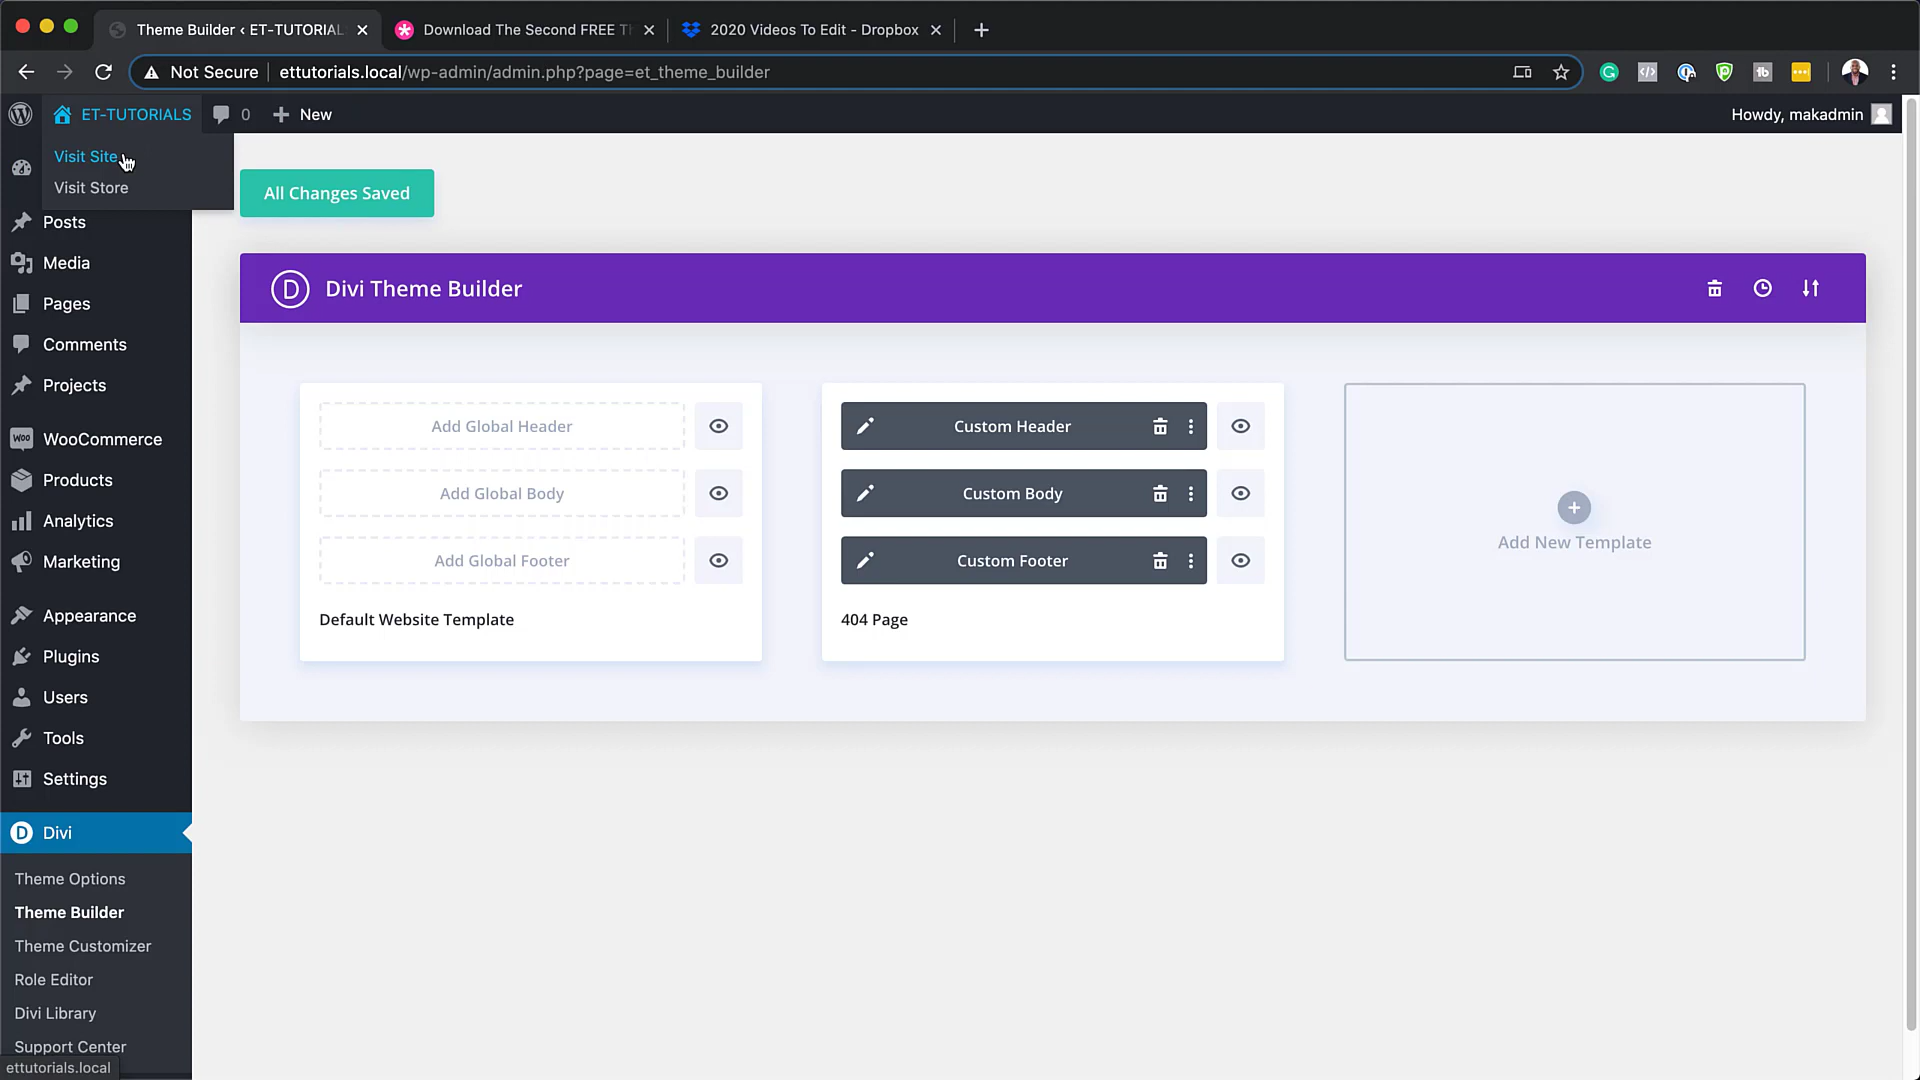 Theme Builder ‹ ET-TUTORIAL
Download The Second FREE T
2020 Videos To Edit - Dropbox
Not Secure
ettutorials.local/wp-admin/admin.php?page=et_theme_builder
ET-TUTORIALS
0
New
Howdy, makadmin
Visit Site
Visit Store
All Changes Saved
Posts
Media
Pages
Comments
Projects
WooCommerce
Products
Analytics
Marketing
Appearance
Plugins
Users
Tools
Settings
Divi
Theme Options
Theme Builder
Theme Customizer
Role Editor
Divi Library
Support Center
ettutorials.local
D
Divi Theme Builder
Add Global Header
Add Global Body
Add Global Footer
Default Website Template
Custom Header
Custom Body
Custom Footer
404 Page
Add New Template